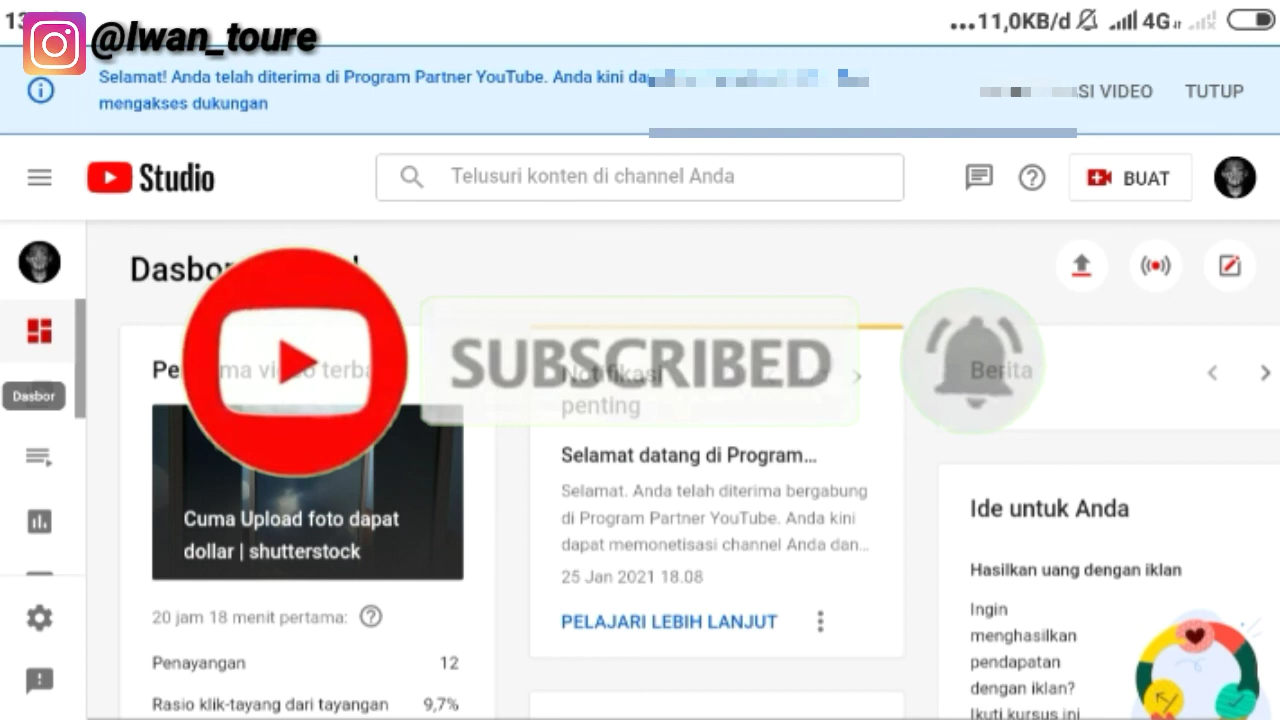 @Iwan_toure
11,0KB/d
4G
Selamat! Anda telah diterima di Program Partner YouTube. Anda kini
mengakses dukungan
VIDEO
TUTUP
Studio
Telusuri konten di channel Anda
BUAT
SUBSCRIBED
Notifikasi
penting
Berita
Dasbor
Cuma Upload foto dapat
dollar | shutterstock
20 jam 18 menit pertama:
Penayangan 12
Rasio klik-tayang dari tayangan 9,7%
Selamat datang di Program...
Selamat. Anda telah diterima bergabung
di Program Partner YouTube. Anda kini
dapat memonetisasi channel Anda dan...
25 Jan 2021 18.08
PELAJARI LEBIH LANJUT
Ide untuk Anda
Hasilkan uang dengan iklan
Ingin
menghasilkan
pendapatan
dengan iklan?
Ikuti kursus ini